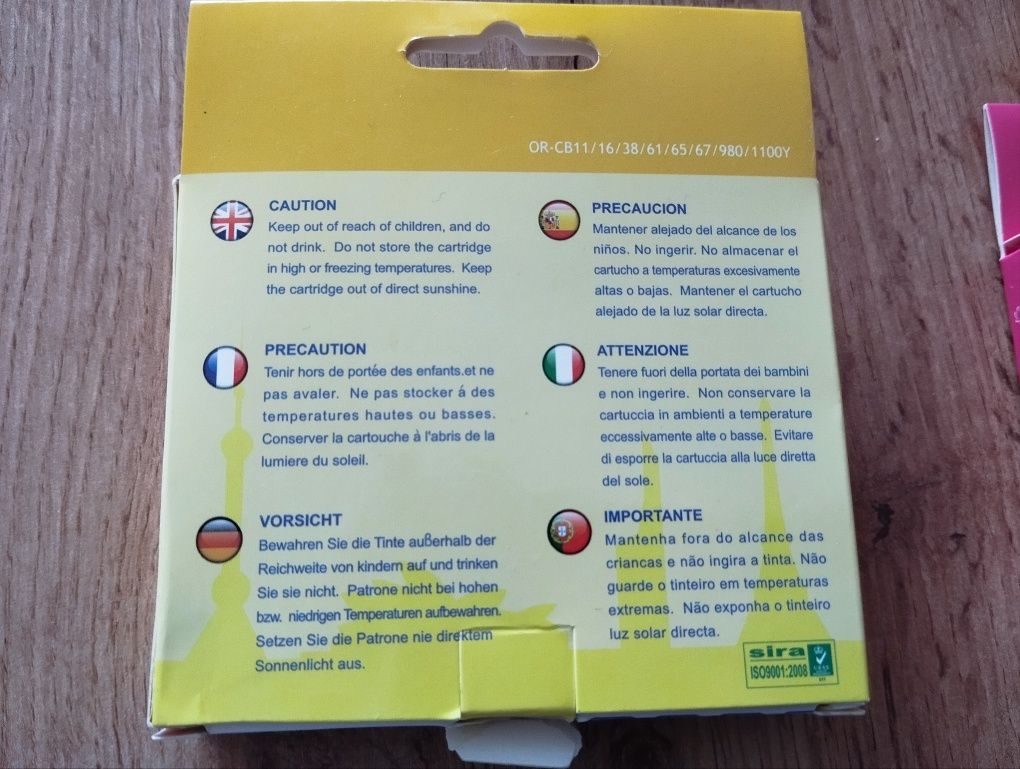 OR-CB11/16/38/61/65/67/980/1100Y
CAUTION
Keep out of reach of children, and do
not drink. Do not store the cartridge
in high or freezing temperatures. Keep
the cartridge out of direct sunshine.
PRECAUCION
Mantener alejado del alcance de los
niños. No ingerir. No almacenar el
cartucho a temperaturas excesivamente
altas o bajas. Mantener el cartucho
alejado de la luz solar directa.
PRECAUTION
Tenir hors de portée des enfants.et ne
pas avaler. Ne pas stocker á des
temperatures hautes ou basses.
Conserver la cartouche à l'abris de la
lumiere du soleil.
ATTENZIONE
Tenere fuori della portata dei bambini
e non ingerire. Non conservare la
cartuccia in ambienti a temperature
eccessivamente alte o basse. Evitare
di esporre la cartuccia alla luce diretta
del sole.
VORSICHT
Bewahren Sie die Tinte außerhalb der
Reichweite von kindern auf und trinken
Sie sie nicht. Patrone nicht bei hohen
bzw. niedrigen Temperaturen aufbewahren.
Setzen Sie die Patrone nie direktem
Sonnenlicht aus.
IMPORTANTE
Mantenha fora do alcance das
criancas e não ingira a tinta. Não
guarde o tinteiro em temperaturas
extremas. Não exponha o tinteiro
luz solar directa.
sira
ISO9001:2008